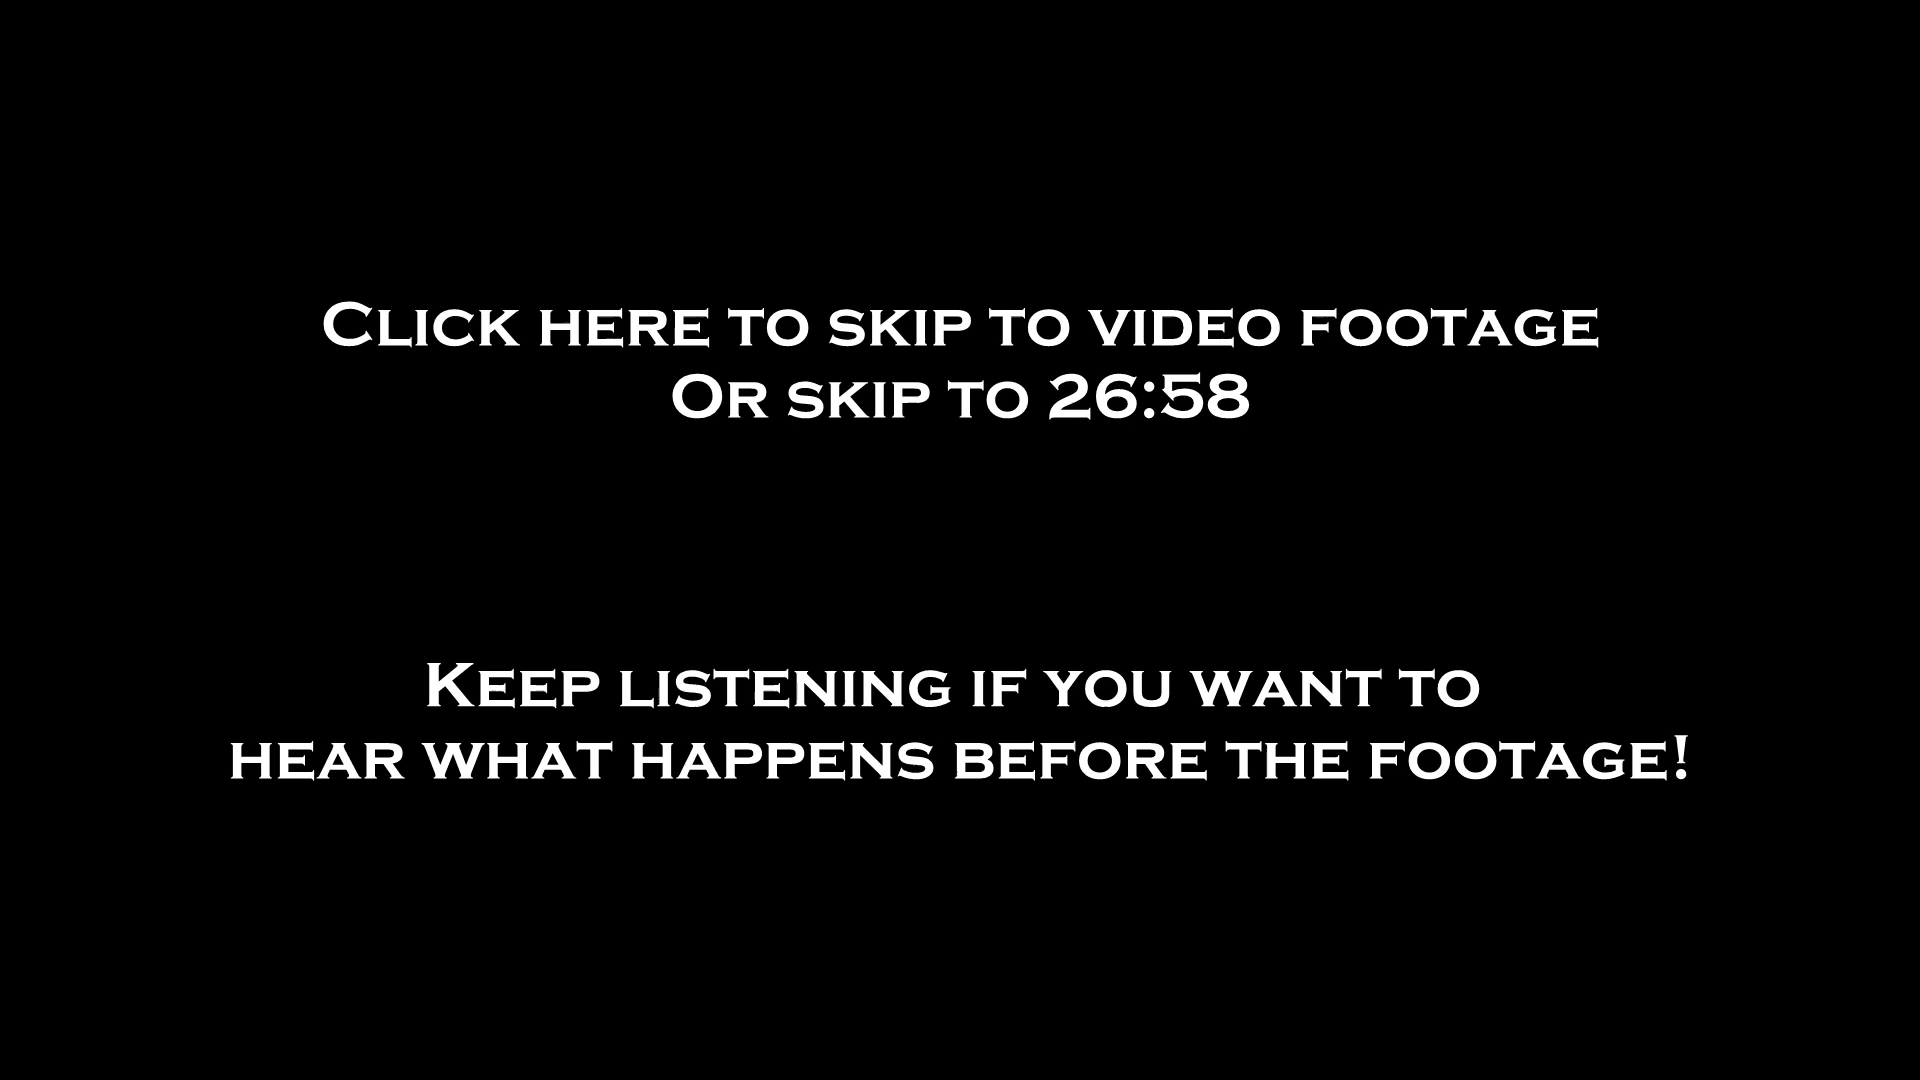 Click here to skip to video footage
Or skip to 26:58
Keep listening if you want to
hear what happens before the footage!